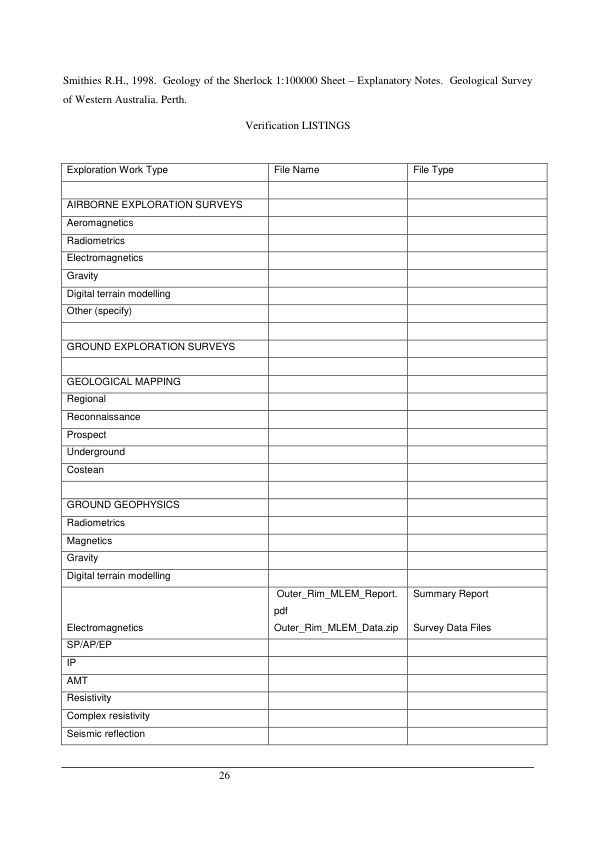 Smithies R.H., 1998.  Geology of the Sherlock 1:100000 Sheet – Explanatory Notes.  Geological Survey
of Western Australia. Perth.
Verification LISTINGS
Exploration Work Type File Name File Type
AIRBORNE EXPLORATION SURVEYS
Aeromagnetics
Radiometrics
Electromagnetics
Gravity
Digital terrain modelling
Other (specify)
GROUND EXPLORATION SURVEYS
GEOLOGICAL MAPPING
Regional
Reconnaissance
Prospect
Underground
Costean
GROUND GEOPHYSICS
Radiometrics
Magnetics
Gravity
Digital terrain modelling
Outer_Rim_MLEM_Report. Summary Report
pdf
Electromagnetics Outer_Rim_MLEM_Data.zip Survey Data Files
SP/AP/EP
IP
AMT
Resistivity
Complex resistivity
Seismic reflection
26